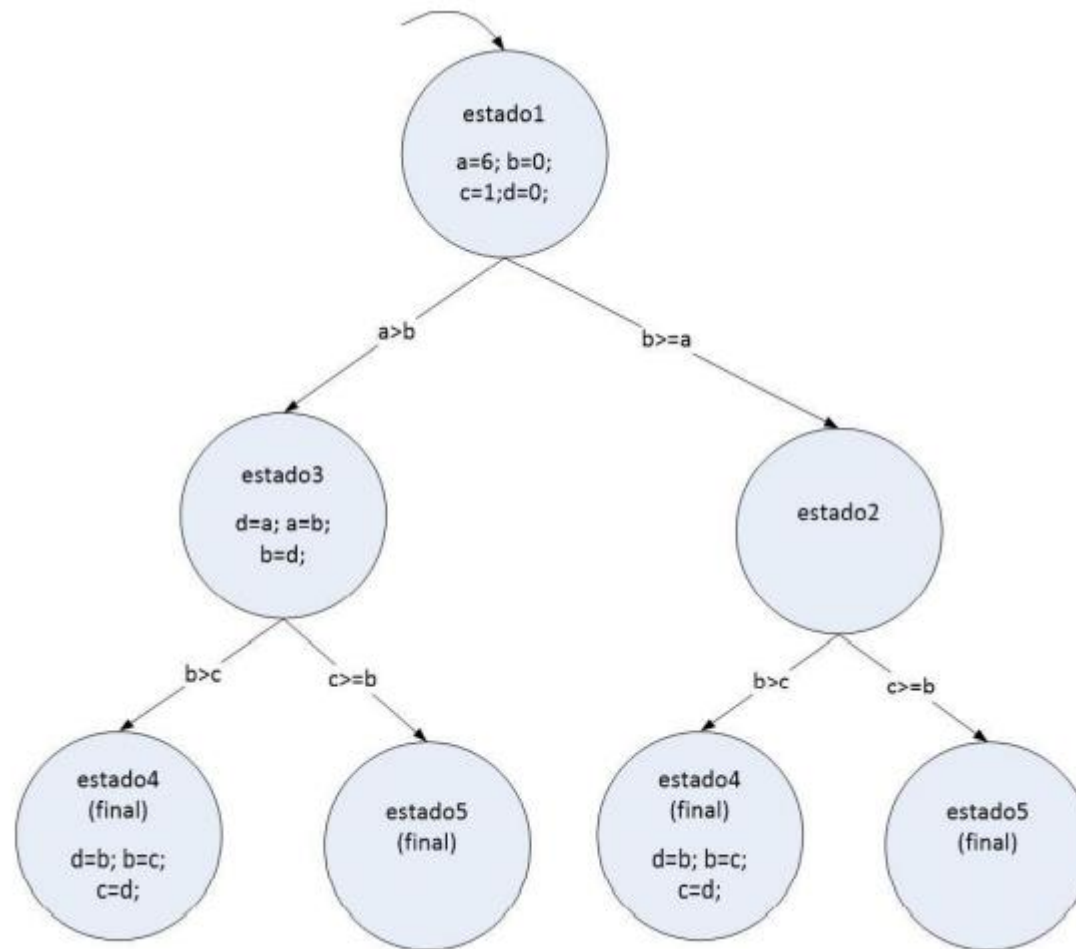 estado1
a=6; b=0;
c=1;d=0;
a>b
b>=a
estado3
d=a; a=b;
b=d;
estado2
b>c
c>=b
b>c
c>=b
estado4
(final)
d=b; b=c;
c=d;
estado5
(final)
estado4
(final)
d=b; b=c;
c=d;
estado5
(final)